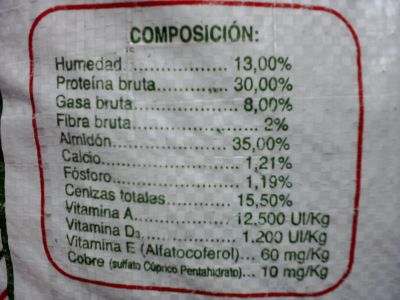 COMPOSICIÓN:
Humedad........................ 13,00%
Proteína bruta................ 30,00%
Gasa bruta..................... 8,00%
Fibra bruta........................ 2%
Almidón........................ 35,00%
Calcio............................ 1,21%
Fósforo.......................... 1,19%
Cenizas totales............ 15,50%
Vitamina A................ 12.500 UI/Kg
Vitamina D₃................ 1.200 UI/Kg
Vitamina E (Alfatocoferol)... 60 mg/Kg
Cobre (sulfato Cúprico Pentahidrato)... 10 mg/Kg